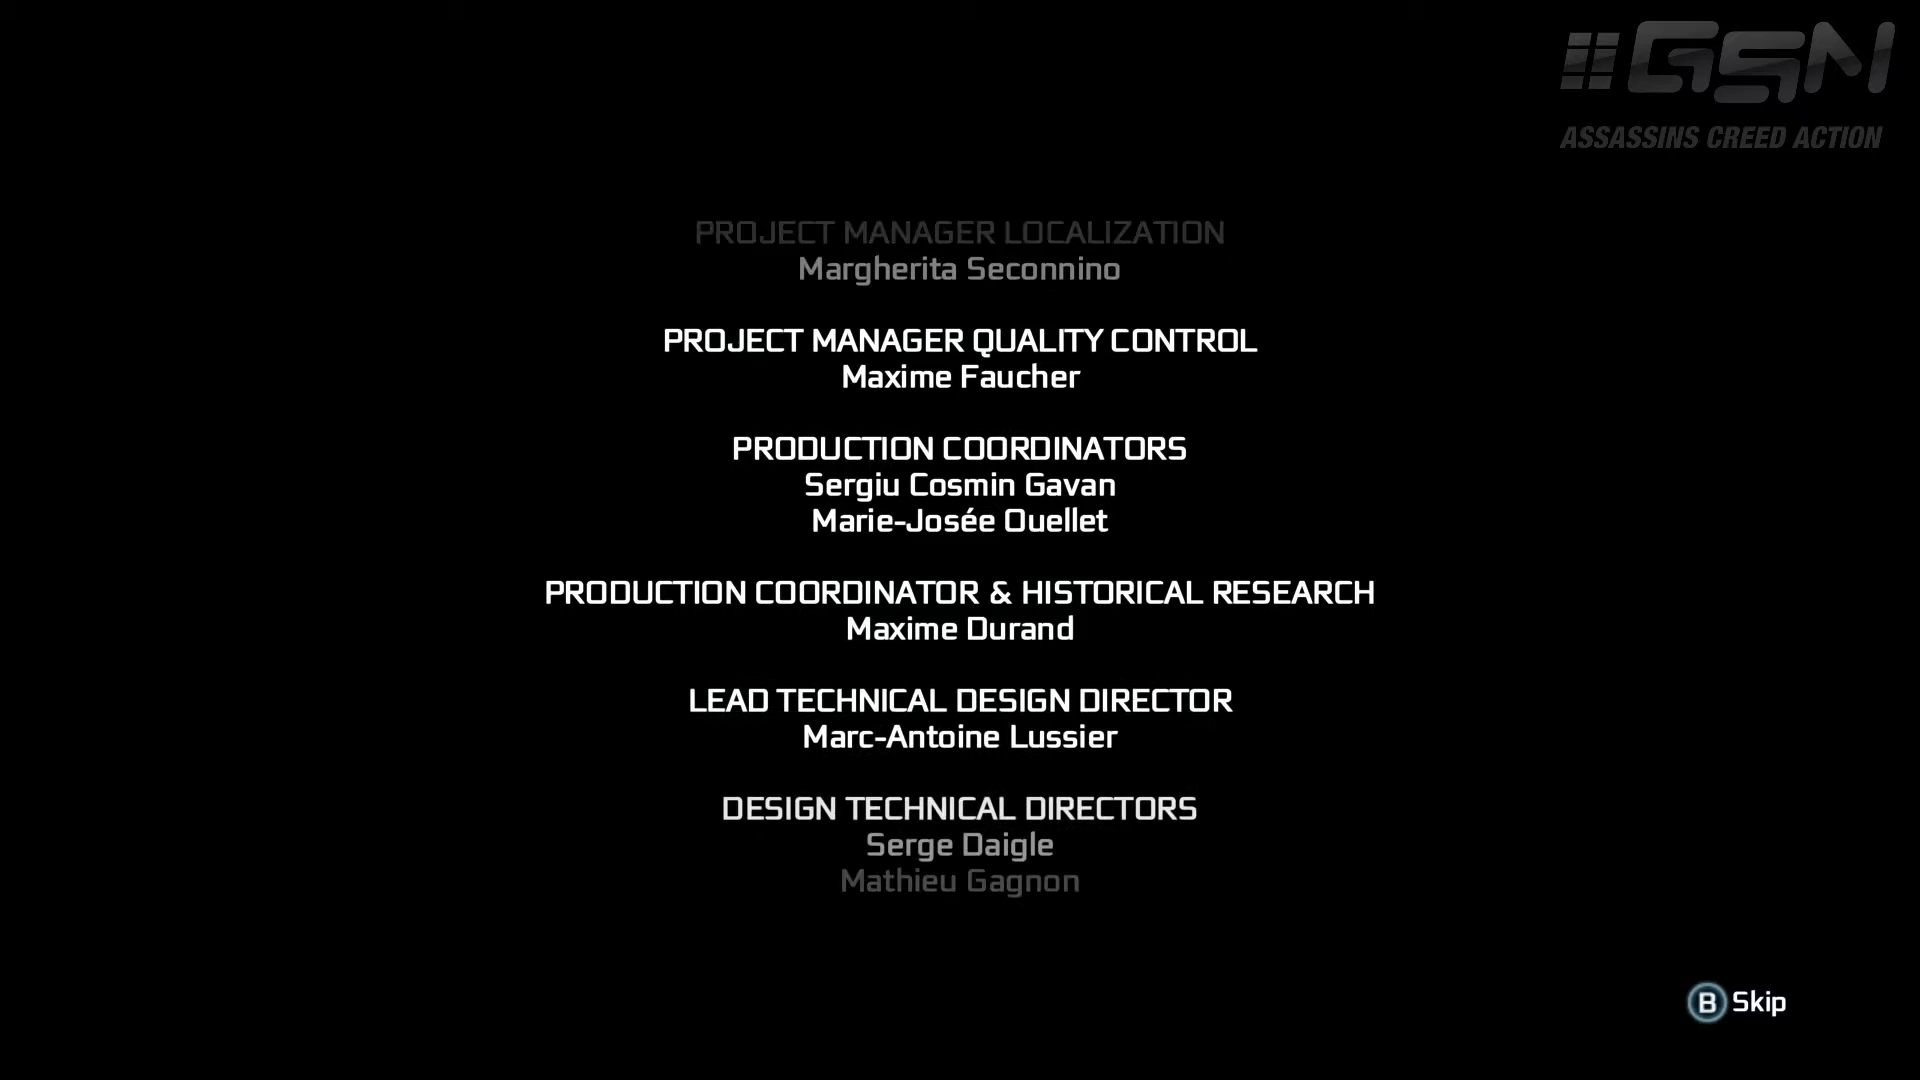 GSN
ASSASSINS CREED ACTION
PROJECT MANAGER LOCALIZATION
Margherita Seconnino
PROJECT MANAGER QUALITY CONTROL
Maxime Faucher
PRODUCTION COORDINATORS
Sergiu Cosmin Gavan
Marie-Josée Ouellet
PRODUCTION COORDINATOR & HISTORICAL RESEARCH
Maxime Durand
LEAD TECHNICAL DESIGN DIRECTOR
Marc-Antoine Lussier
DESIGN TECHNICAL DIRECTORS
Serge Daigle
Mathieu Gagnon
B Skip